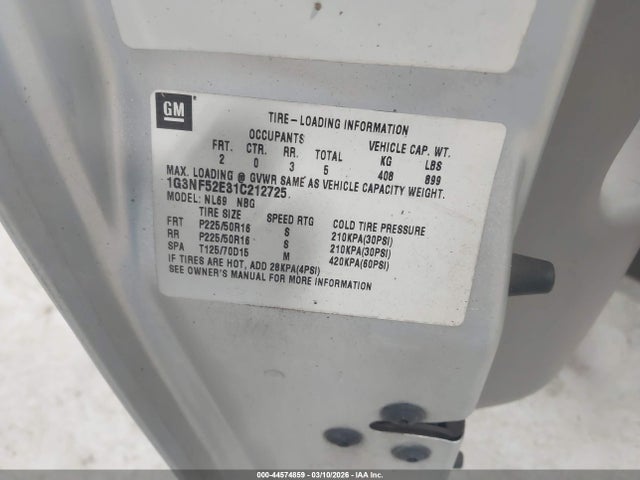 GM
TIRE-LOADING INFORMATION
OCCUPANTS VEHICLE CAP. WT.
FRT. CTR. RR. TOTAL KG LBS
2 0 3 5 408 899
MAX. LOADING @ GVWR SAME AS VEHICLE CAPACITY WEIGHT.
1G3NF52E31C212725
MODEL: NL69 NBG
TIRE SIZE SPEED RTG COLD TIRE PRESSURE
FRT P225/50R16 S 210KPA(30PSI)
RR P225/50R16 S 210KPA(30PSI)
SPA T125/70D15 M 420KPA(60PSI)
IF TIRES ARE HOT, ADD 28KPA(4PSI)
SEE OWNER'S MANUAL FOR MORE INFORMATION
000-44574859 - 03/10/2026 - IAA Inc.